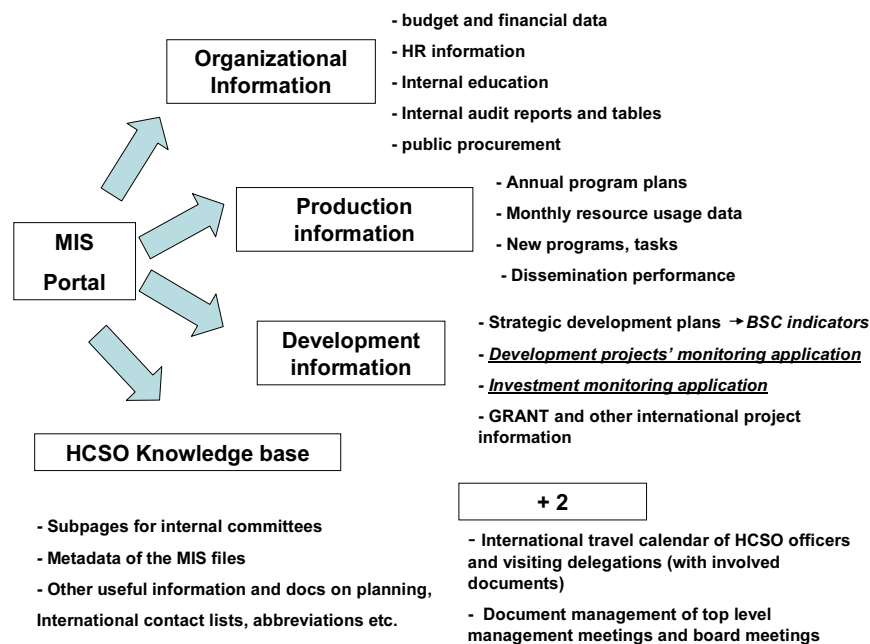 Organizational
Information
- budget and financial data
- HR information
- Internal education
- Internal audit reports and tables
- public procurement
MIS
Portal
Production
information
- Annual program plans
- Monthly resource usage data
- New programs, tasks
- Dissemination performance
Development
information
- Strategic development plans → BSC indicators
- Development projects' monitoring application
- Investment monitoring application
- GRANT and other international project
information
HCSO Knowledge base
- Subpages for internal committees
- Metadata of the MIS files
- Other useful information and docs on planning,
International contact lists, abbreviations etc.
+ 2
- International travel calendar of HCSO officers
and visiting delegations (with involved
documents)
- Document management of top level
management meetings and board meetings